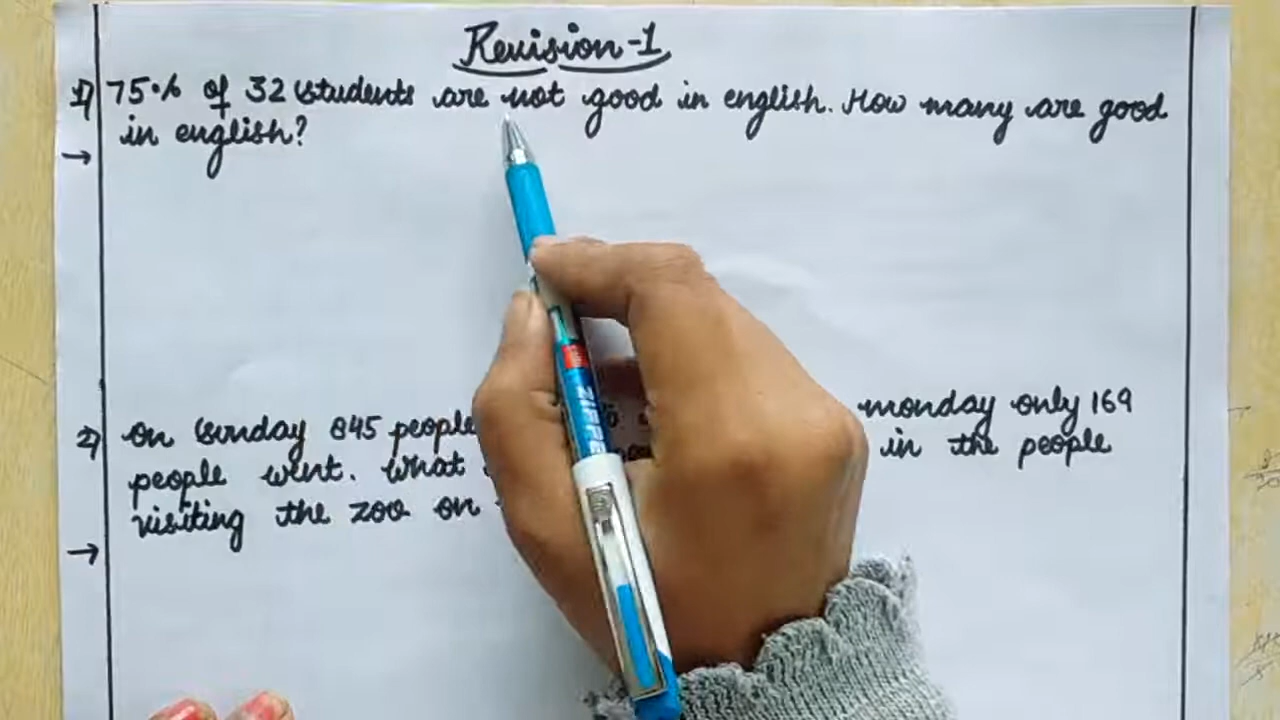 Revision-1
1) 75% of 32 students are not good in english. How many are good
in english?
→
2) on sunday 845 people monday only 169
people went. What in the people
visiting the zoo on
→